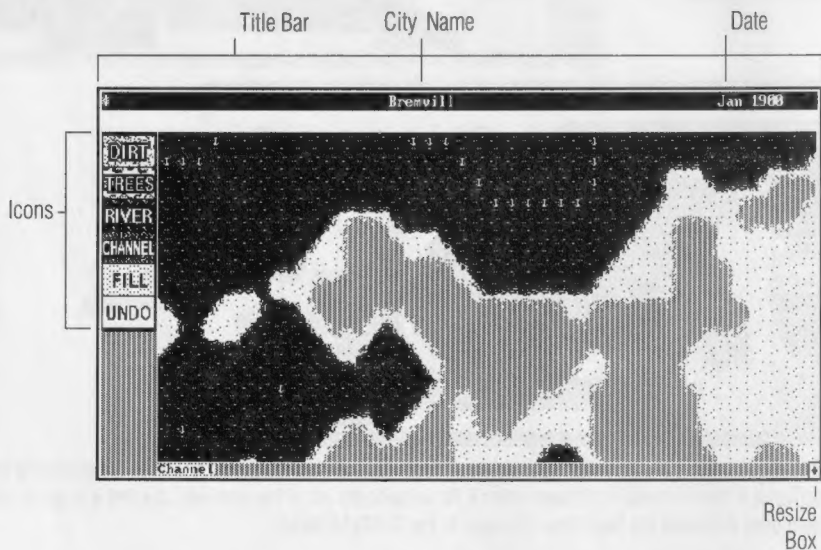 Title Bar City Name Date
Bremvill Jan 1900
Icons
DIRT
TREES
RIVER
CHANNEL
FILL
UNDO
Channel
Resize
Box